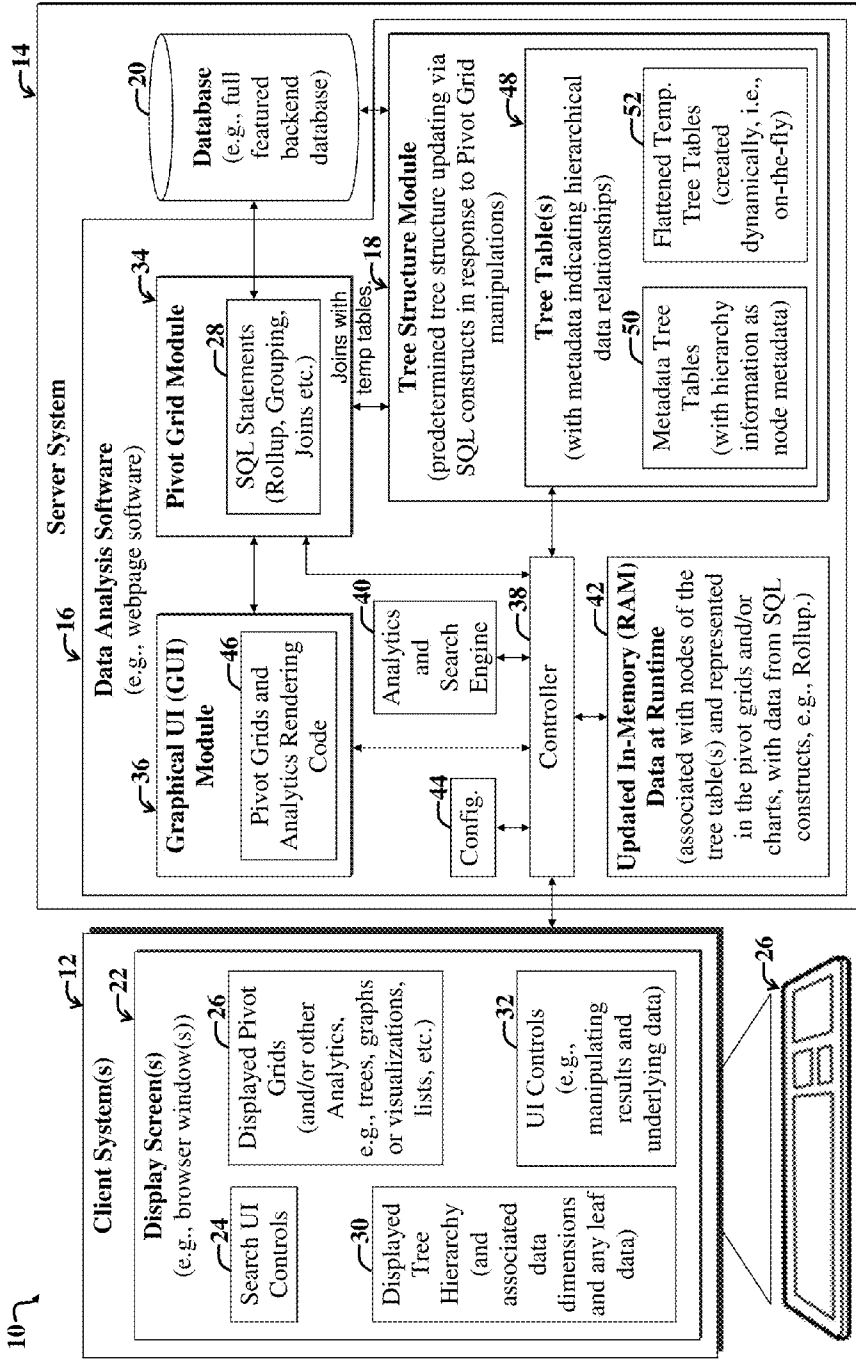 10
Client System(s)
12
Display Screen(s)
22
(e.g., browser window(s))
24
Search UI
Controls
26
Displayed Pivot
Grids
(and/or other
Analytics,
e.g., trees, graphs
or visualizations,
lists, etc.)
30
Displayed
Tree
Hierarchy
(and
associated
data
dimensions
and any leaf
data)
32
UI Controls
(e.g.,
manipulating
results and
underlying
data)
26
Server System
14
16
Data Analysis Software
(e.g., webpage software)
36
Graphical UI (GUI)
Module
46
Pivot Grids and
Analytics Rendering
Code
34
Pivot Grid Module
28
SQL Statements
(Rollup, Grouping,
Joins etc.)
Joins with
temp tables.
20
Database
(e.g., full
featured
backend
database)
44
Config.
40
Analytics
and
Search
Engine
38
Controller
42
Updated In-Memory (RAM)
Data at Runtime
(associated with nodes of the
tree table(s) and represented
in the pivot grids and/or
charts, with data from SQL
constructs, e.g., Rollup.)
18
Tree Structure Module
(predetermined tree structure updating via
SQL constructs in response to Pivot Grid
manipulations)
48
Tree Table(s)
(with metadata indicating hierarchical
data relationships)
50
Metadata Tree
Tables
(with hierarchy
information as
node metadata)
52
Flattened Temp.
Tree Tables
(created
dynamically, i.e.,
on-the-fly)